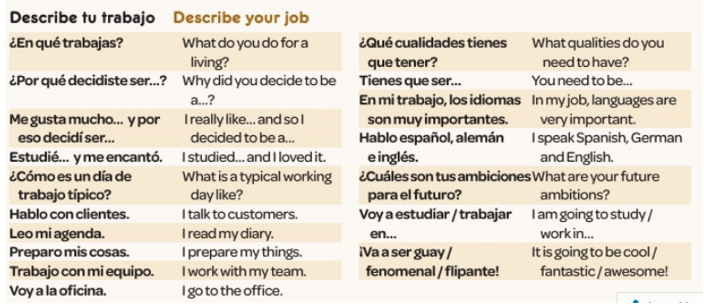 Describe tu trabajo Describe your job
¿En qué trabajas? What do you do for a
living?
¿Por qué decidiste ser...? Why did you decide to be
a...?
Me gusta mucho... y por I really like... and so I
eso decidí ser... decided to be a...
Estudié... y me encantó. I studied... and I loved it.
¿Cómo es un día de What is a typical working
trabajo típico? day like?
Hablo con clientes. I talk to customers.
Leo mi agenda. I read my diary.
Preparo mis cosas. I prepare my things.
Trabajo con mi equipo. I work with my team.
Voy a la oficina. I go to the office.
¿Qué cualidades tienes What qualities do you
que tener? need to have?
Tienes que ser... You need to be...
En mi trabajo, los idiomas In my job, languages are
son muy importantes. very important.
Hablo español, alemán I speak Spanish, German
e inglés. and English.
¿Cuáles son tus ambiciones What are your future
para el futuro? ambitions?
Voy a estudiar / trabajar I am going to study /
en... work in...
¡Va a ser guay / It is going to be cool /
fenomenal / flipante! fantastic / awesome!